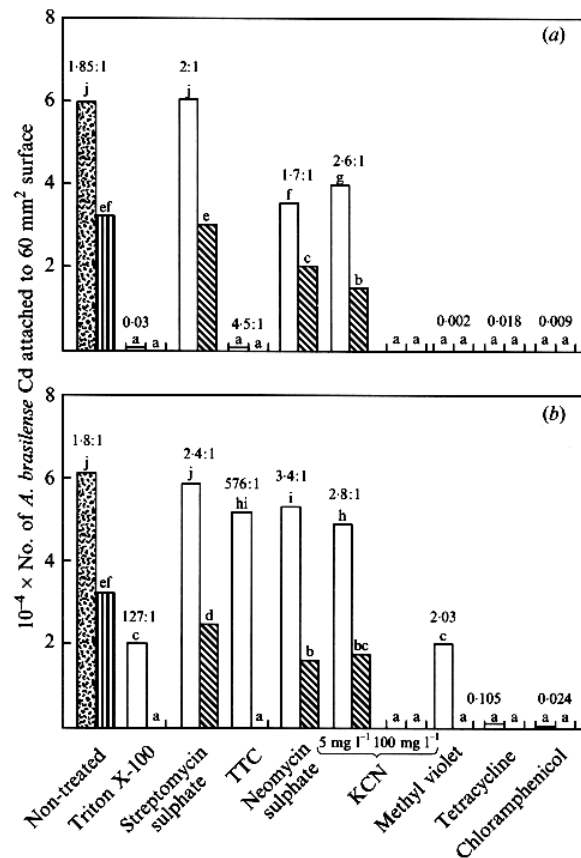 10⁻⁴ × No. of A. brasilense Cd attached to 60 mm² surface
8
(a)
1·85:1
2:1
j
j
6
2·6:1
1·7:1
g
4
f
ef
e
c
2
b
0·03
4·5:1
0·002
0·018
0·009
a
a
a
a
a
a
a
a
a
a
a
a
8
(b)
1·8:1
2·4:1
j
j
576:1
3·4:1
6
hi
i
2·8:1
h
4
ef
127:1
2·03
d
c
c
2
b
bc
0·105
0·024
a
a
a
a
a
a
a
a
a
5 mg l⁻¹ 100 mg l⁻¹
Non-treated
Triton X-100
Streptomycin
sulphate
TTC
Neomycin
sulphate
KCN
Methyl violet
Tetracycline
Chloramphenicol